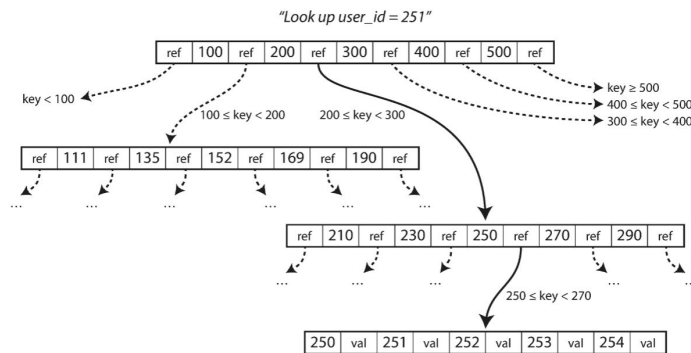 “Look up user_id = 251”
ref 100 ref 200 ref 300 ref 400 ref 500 ref
key < 100
key ≥ 500
400 ≤ key < 500
300 ≤ key < 400
100 ≤ key < 200
200 ≤ key < 300
ref 111 ref 135 ref 152 ref 169 ref 190 ref
... ... ... ... ... ...
ref 210 ref 230 ref 250 ref 270 ref 290 ref
... ... ... ... ...
250 ≤ key < 270
250 val 251 val 252 val 253 val 254 val